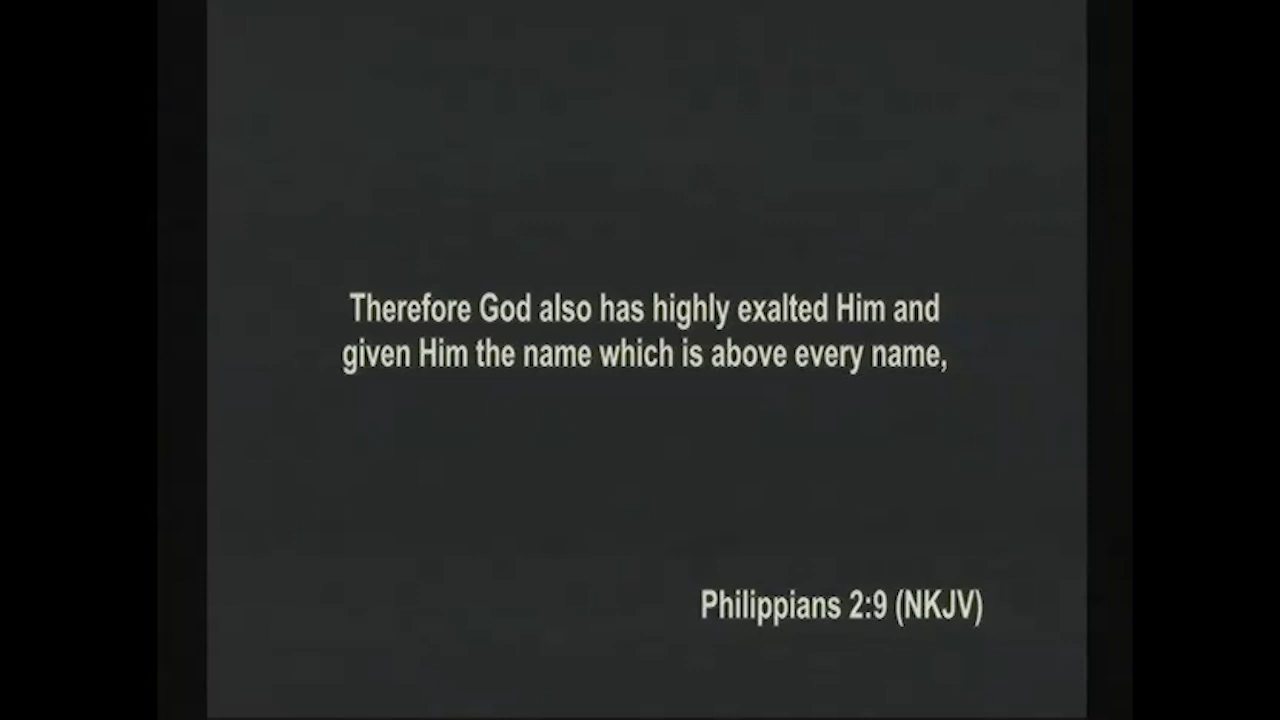 Therefore God also has highly exalted Him and
given Him the name which is above every name,
Philippians 2:9 (NKJV)